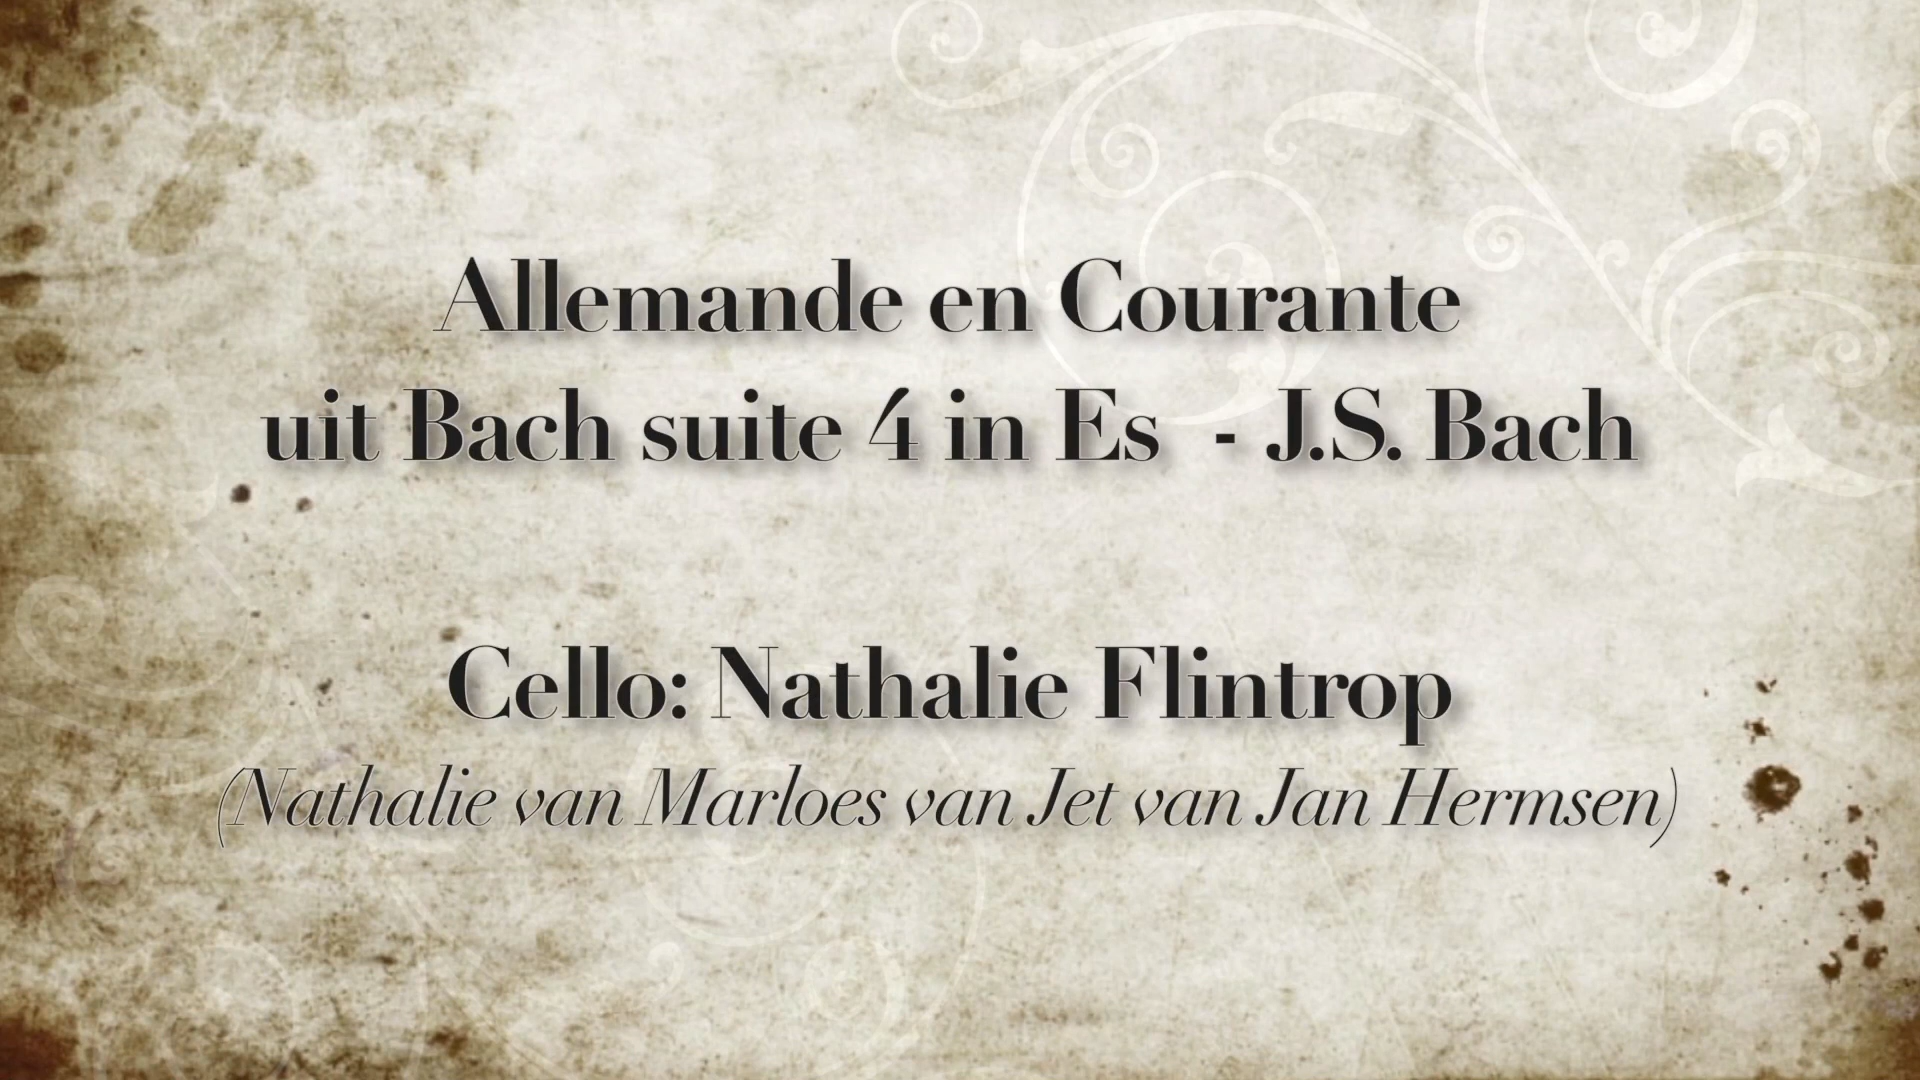 Allemande en Courante
uit Bach suite 4 in Es - J.S. Bach
Cello: Nathalie Flintrop
(Nathalie van Marloes van Jet van Jan Hermsen)